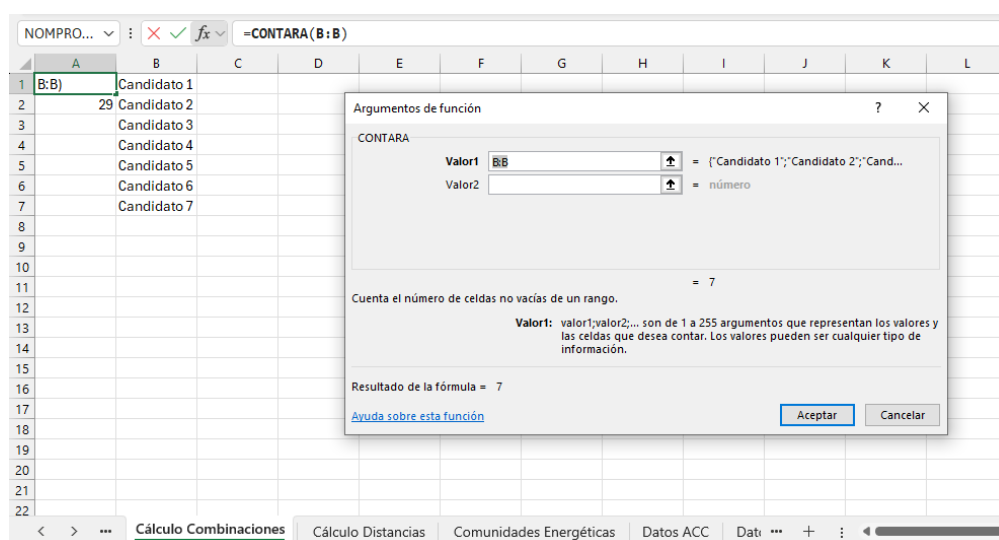 NOMPRO... fx =CONTARA(B:B)
A B C D E F G H I J K L
1 B:B) Candidato 1
2 29 Candidato 2
3 Candidato 3
4 Candidato 4
5 Candidato 5
6 Candidato 6
7 Candidato 7
8
9
10
11
12
13
14
15
16
17
18
19
20
21
22
Argumentos de función ? ×
CONTARA
Valor1 B:B = {"Candidato 1";"Candidato 2";"Cand...
Valor2 = número
= 7
Cuenta el número de celdas no vacías de un rango.
Valor1: valor1;valor2;... son de 1 a 255 argumentos que representan los valores y
las celdas que desea contar. Los valores pueden ser cualquier tipo de
información.
Resultado de la fórmula = 7
Ayuda sobre esta función Aceptar Cancelar
< > ... Cálculo Combinaciones Cálculo Distancias Comunidades Energéticas Datos ACC Dat ... + :